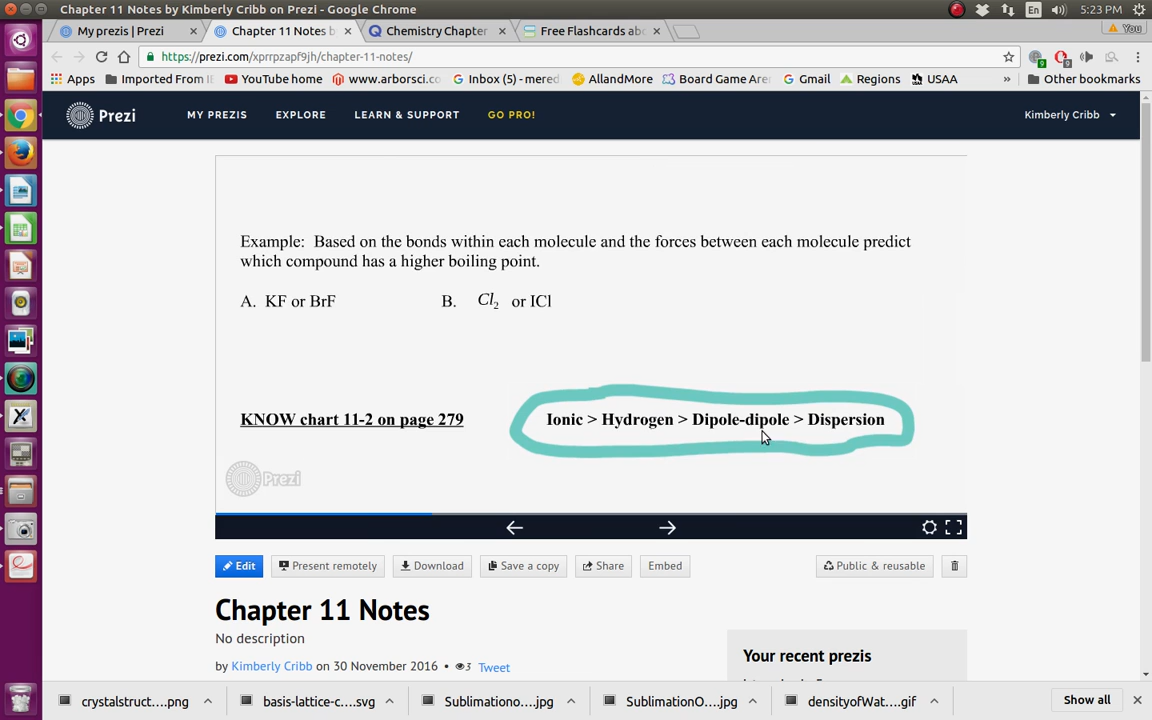 Chapter 11 Notes by Kimberly Cribb on Prezi - Google Chrome
En
5:23 PM
My prezis | Prezi
Chapter 11 Notes b
Chemistry Chapter
Free Flashcards abo
You
https://prezi.com/xprrpzapf9jh/chapter-11-notes/
9
9
Apps
Imported From IE
YouTube home
www.arborsci.co
Inbox (5) - mered
AllandMore
Board Game Aren
Gmail
Regions
USAA
»
Other bookmarks
Prezi
MY PREZIS
EXPLORE
LEARN & SUPPORT
GO PRO!
Kimberly Cribb
Example: Based on the bonds within each molecule and the forces between each molecule predict
which compound has a higher boiling point.
A. KF or BrF
B. Cl₂ or ICl
KNOW chart 11-2 on page 279
Ionic > Hydrogen > Dipole-dipole > Dispersion
Prezi
Edit
Present remotely
Download
Save a copy
Share
Embed
Public & reusable
Chapter 11 Notes
No description
by Kimberly Cribb on 30 November 2016 • 3 Tweet
Your recent prezis
crystalstruct....png
basis-lattice-c....svg
Sublimationo....jpg
SublimationO....jpg
densityofWat....gif
Show all